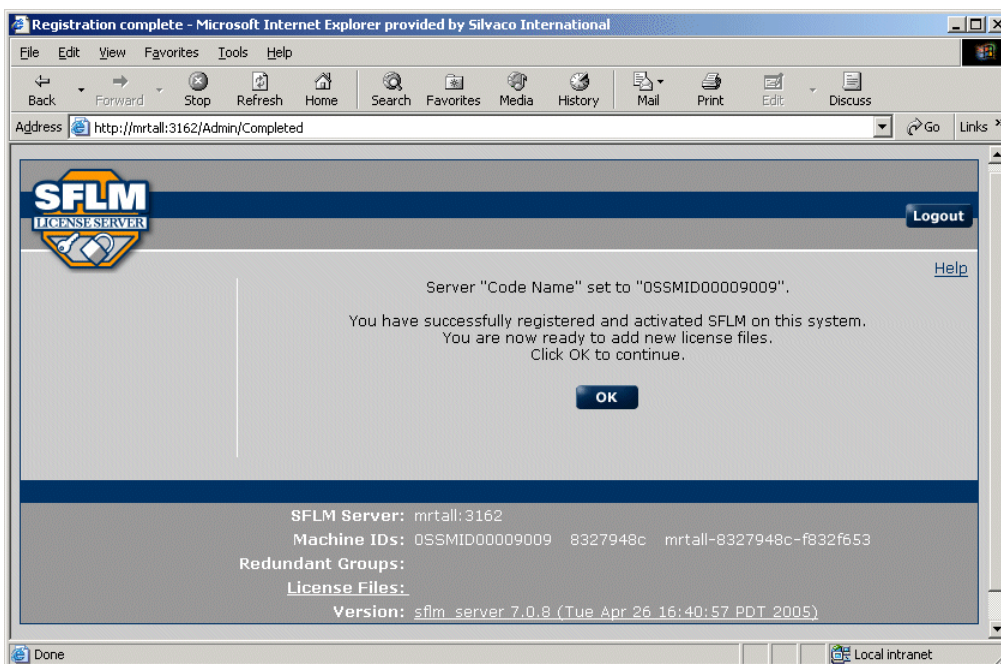 Registration complete - Microsoft Internet Explorer provided by Silvaco International
File Edit View Favorites Tools Help
Back Forward Stop Refresh Home Search Favorites Media History Mail Print Edit Discuss
Address http://mrtall:3162/Admin/Completed Go Links »
SFLM
LICENSE SERVER
Logout
Help
Server "Code Name" set to "0SSMID00009009".
You have successfully registered and activated SFLM on this system.
You are now ready to add new license files.
Click OK to continue.
OK
SFLM Server: mrtall:3162
Machine IDs: 0SSMID00009009 8327948c mrtall-8327948c-f832f653
Redundant Groups:
License Files:
Version: sflm_server 7.0.8 (Tue Apr 26 16:40:57 PDT 2005)
Done Local intranet